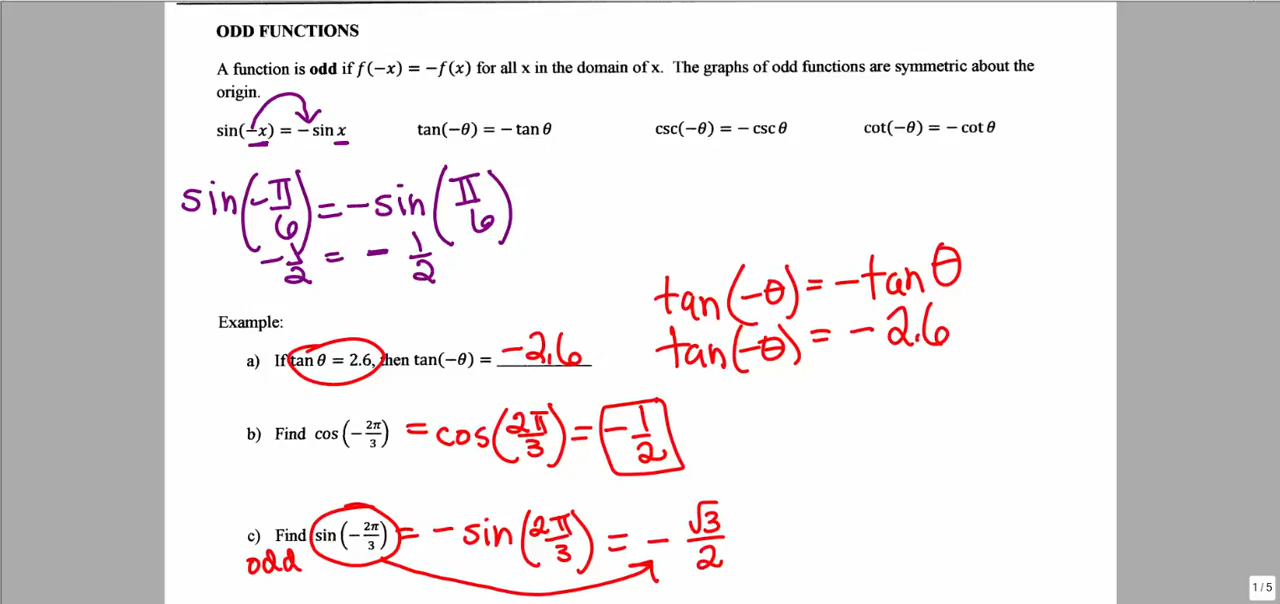 ODD FUNCTIONS
A function is odd if f(−x) = −f(x) for all x in the domain of x. The graphs of odd functions are symmetric about the
origin.
sin(−x) = − sin x tan(−θ) = − tan θ csc(−θ) = − csc θ cot(−θ) = − cot θ
sin(−π/6) = −sin(π/6)
−1/2 = −1/2
tan(−θ) = −tan θ
tan(−θ) = −2.6
Example:
a) If tan θ = 2.6, then tan(−θ) = −2.6
b) Find cos(−2π/3) = cos(2π/3) = −1/2
c) Find sin(−2π/3) = −sin(2π/3) = −√3/2
odd
1/5